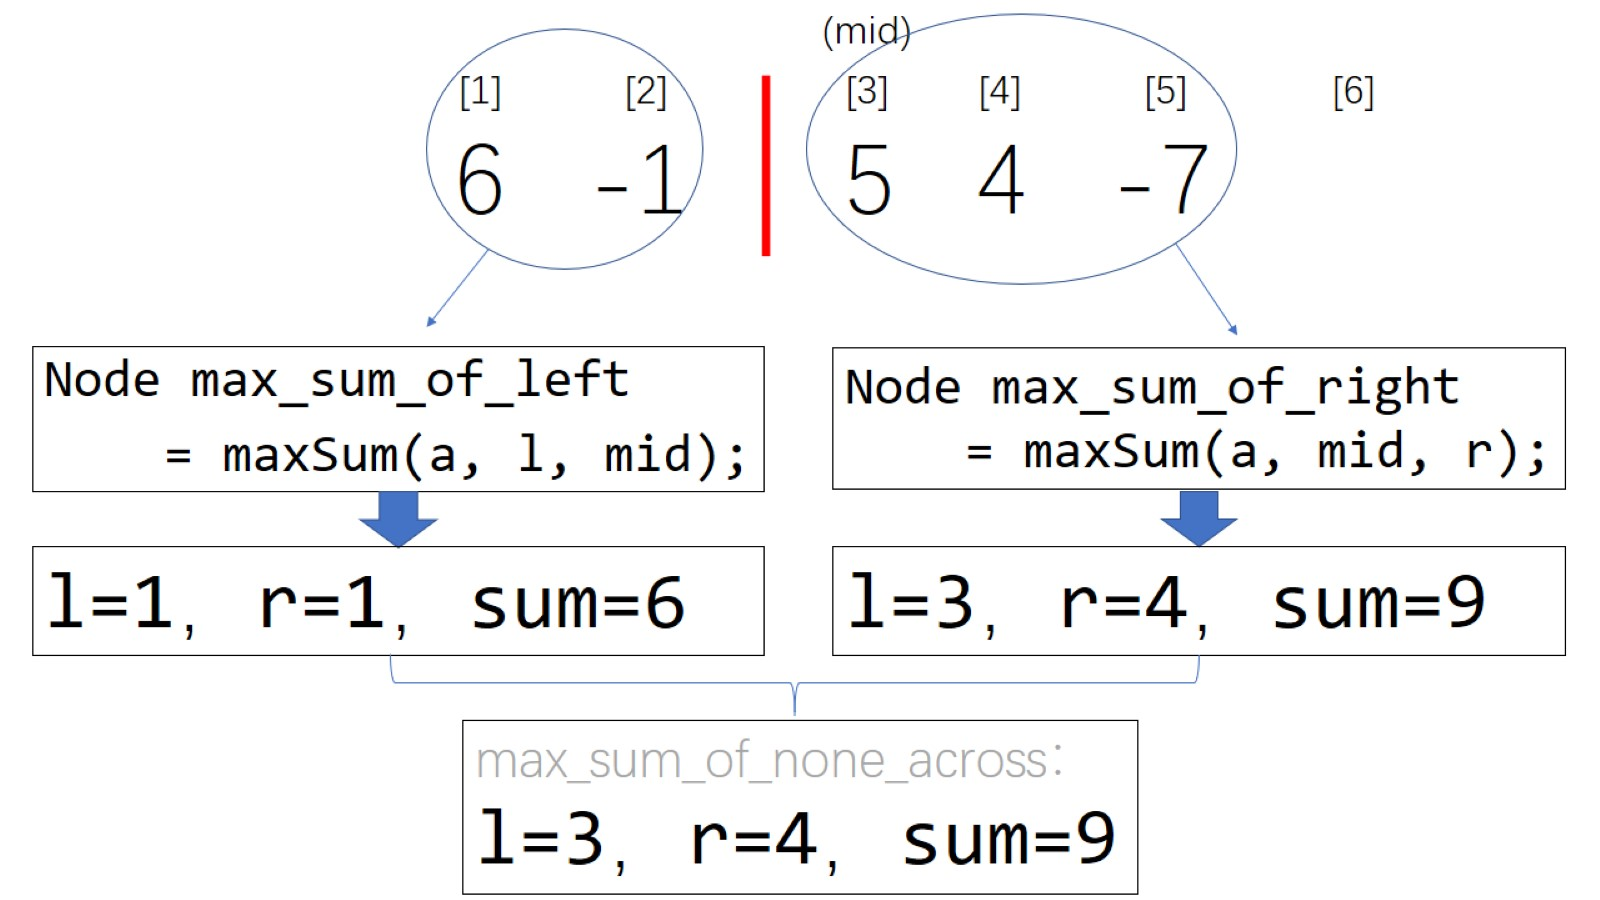 (mid)
[1] [2] [3] [4] [5] [6]
6 -1 5 4 -7
Node max_sum_of_left
= maxSum(a, l, mid);
Node max_sum_of_right
= maxSum(a, mid, r);
l=1, r=1, sum=6
l=3, r=4, sum=9
max_sum_of_none_across:
l=3, r=4, sum=9